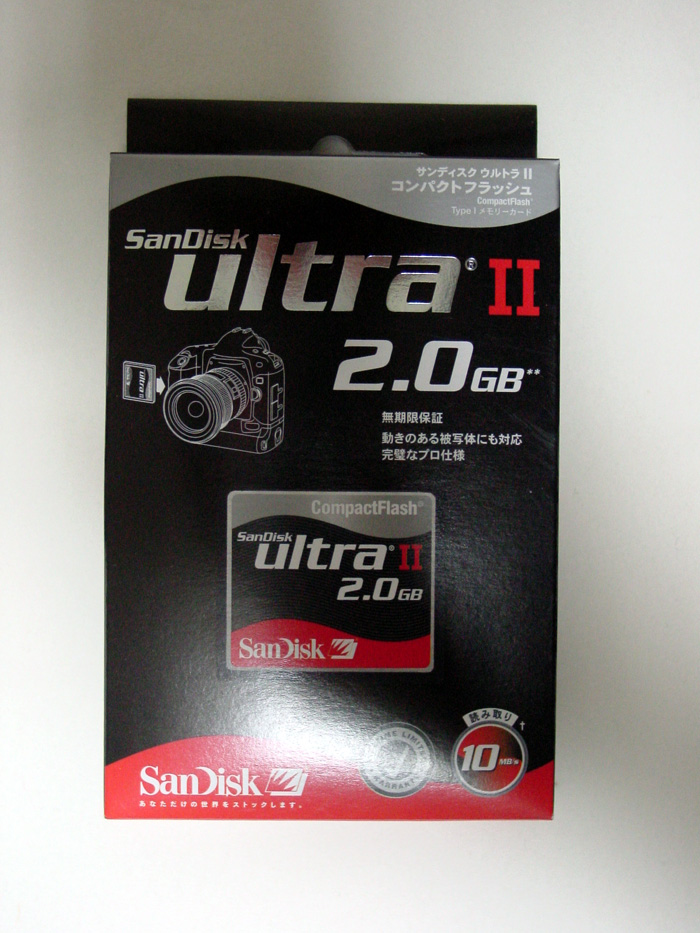 サンディスク ウルトラ II
コンパクトフラッシュ
CompactFlash®
Type I メモリーカード
SanDisk
ultra® II
2.0GB**
無期限保証
動きのある被写体にも対応
完璧なプロ仕様
CompactFlash®
SanDisk
ultra® II
2.0GB
SanDisk
読み取り†
10MB
SanDisk
あなただけの世界をストックします。